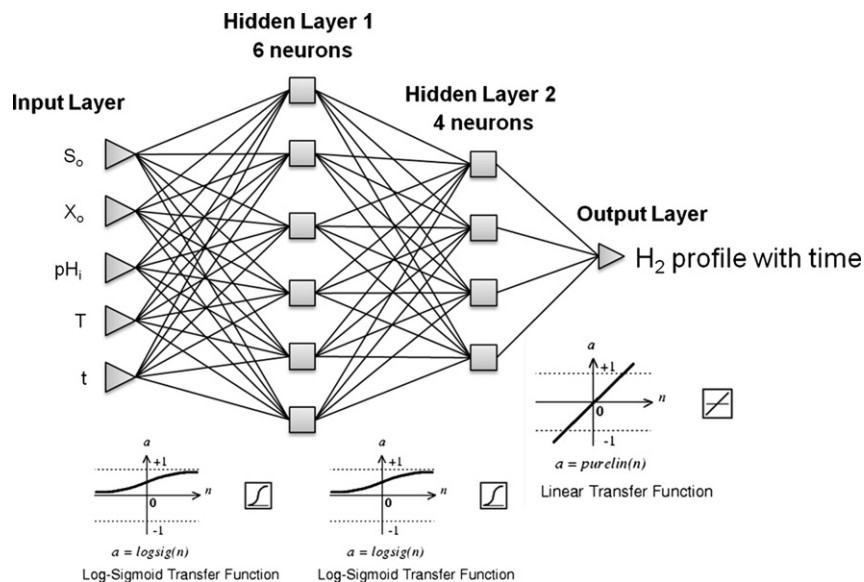 Hidden Layer 1
6 neurons
Input Layer
Hidden Layer 2
4 neurons
Sₒ
Xₒ
pHᵢ
T
t
Output Layer
H₂ profile with time
a
+1
n
0
-1
a = logsig(n)
Log-Sigmoid Transfer Function
a
+1
n
0
-1
a = logsig(n)
Log-Sigmoid Transfer Function
a
+1
n
0
-1
a = purelin(n)
Linear Transfer Function